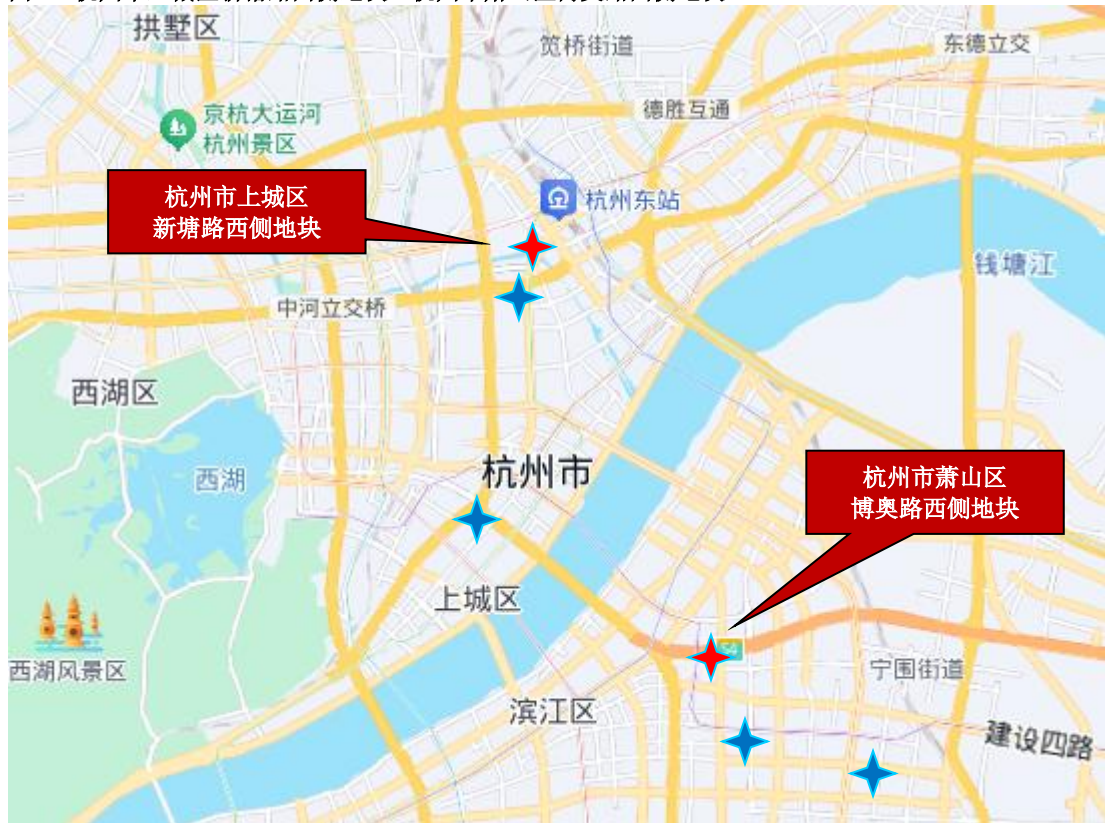 拱墅区
笕桥街道
东德立交
京杭大运河
杭州景区
德胜互通
杭州市上城区
新塘路西侧地块
杭州东站
钱塘江
中河立交桥
西湖区
西湖
杭州市
杭州市萧山区
博奥路西侧地块
上城区
西湖风景区
宁围街道
滨江区
建设四路